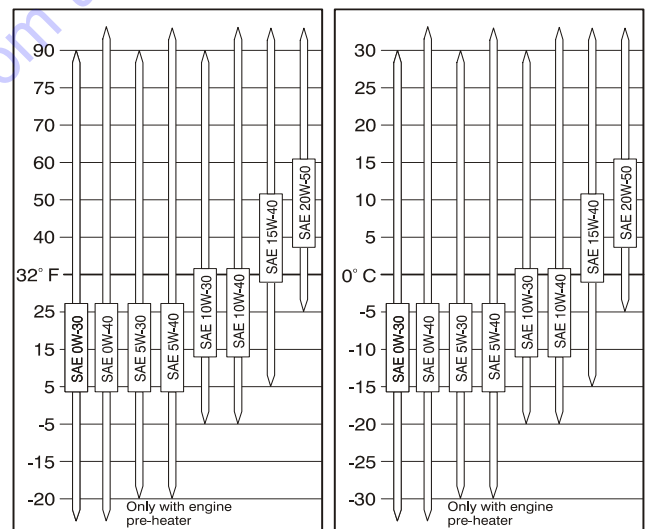 om
90
75
70
60
50
40
32° F
25
15
5
-5
-15
-20
SAE 0W-30
SAE 0W-40
SAE 5W-30
SAE 5W-40
SAE 10W-30
SAE 10W-40
SAE 15W-40
SAE 20W-50
Only with engine
pre-heater
30
25
20
15
10
5
0° C
-5
-10
-15
-20
-25
-30
SAE 0W-30
SAE 0W-40
SAE 5W-30
SAE 5W-40
SAE 10W-30
SAE 10W-40
SAE 15W-40
SAE 20W-50
Only with engine
pre-heater